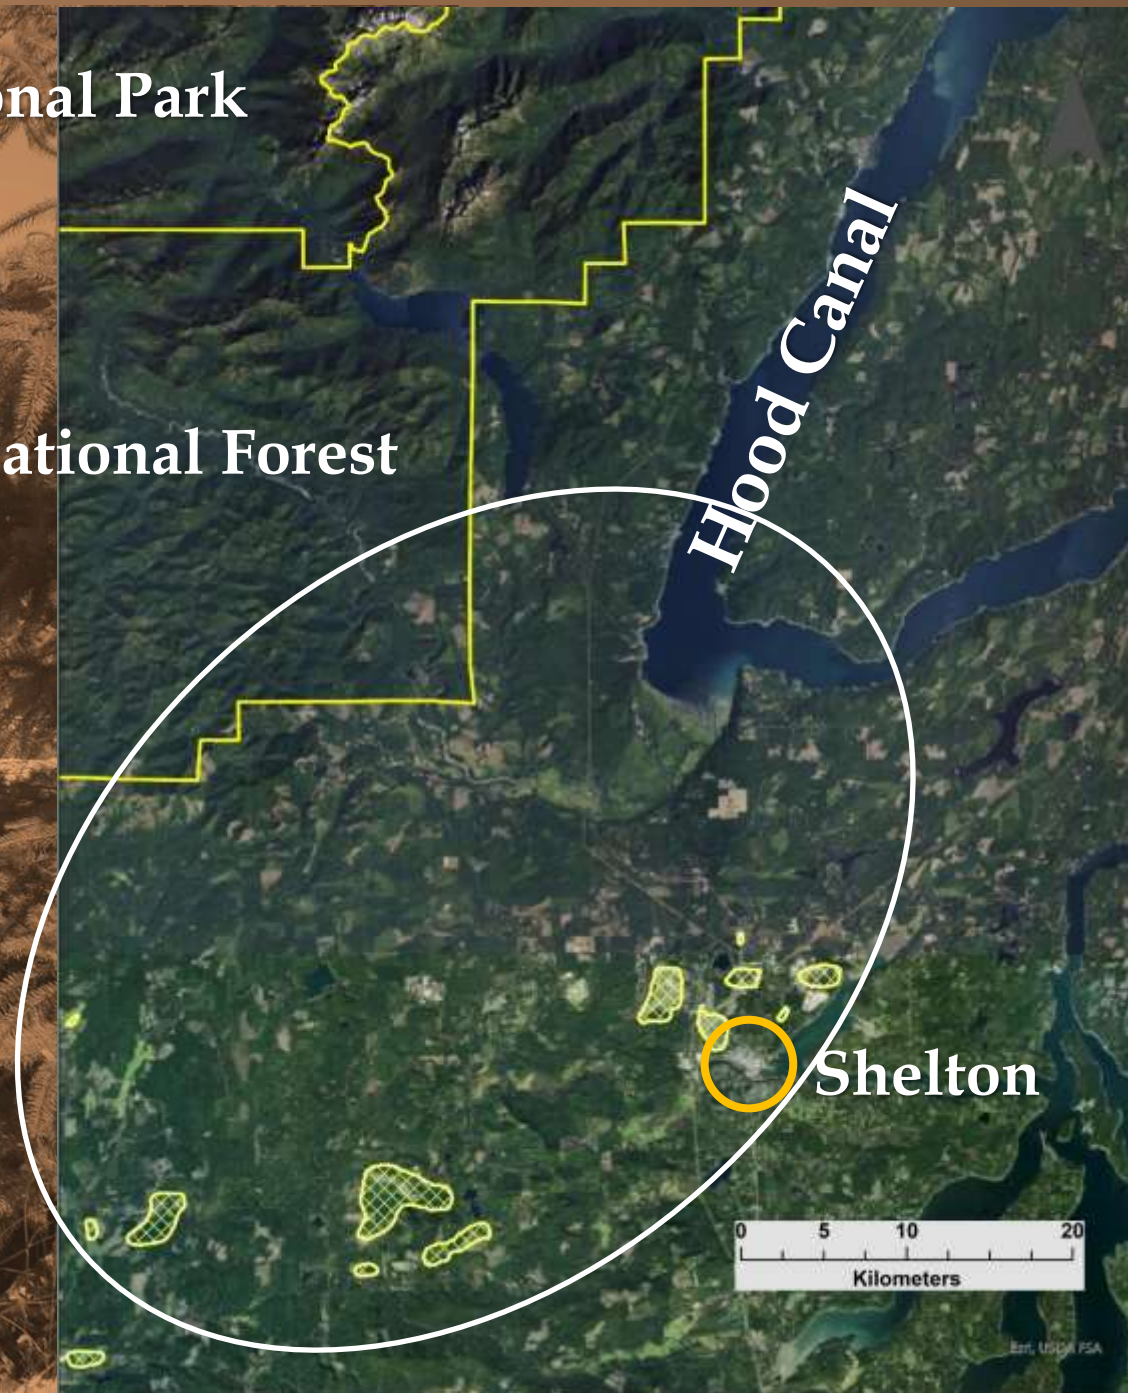 onal Park
Hood Canal
ational Forest
Shelton
0 5 10 20
Kilometers
Esri, USDA FSA